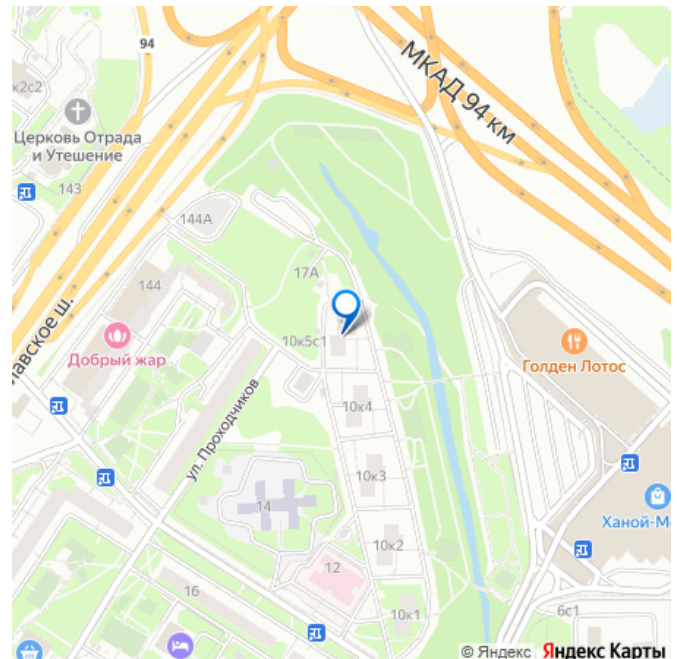 94
к2с2
Церковь Отрада
и Утешение
143
МКАД 94 км
144А
17А
144
лавское ш.
Добрый жар
10к5с1
ул. Проходчиков
10к4
10к3
14
10к2
12
16
10к1
Голден Лотос
Ханой-М
6с1
© Яндекс Яндекс Карты